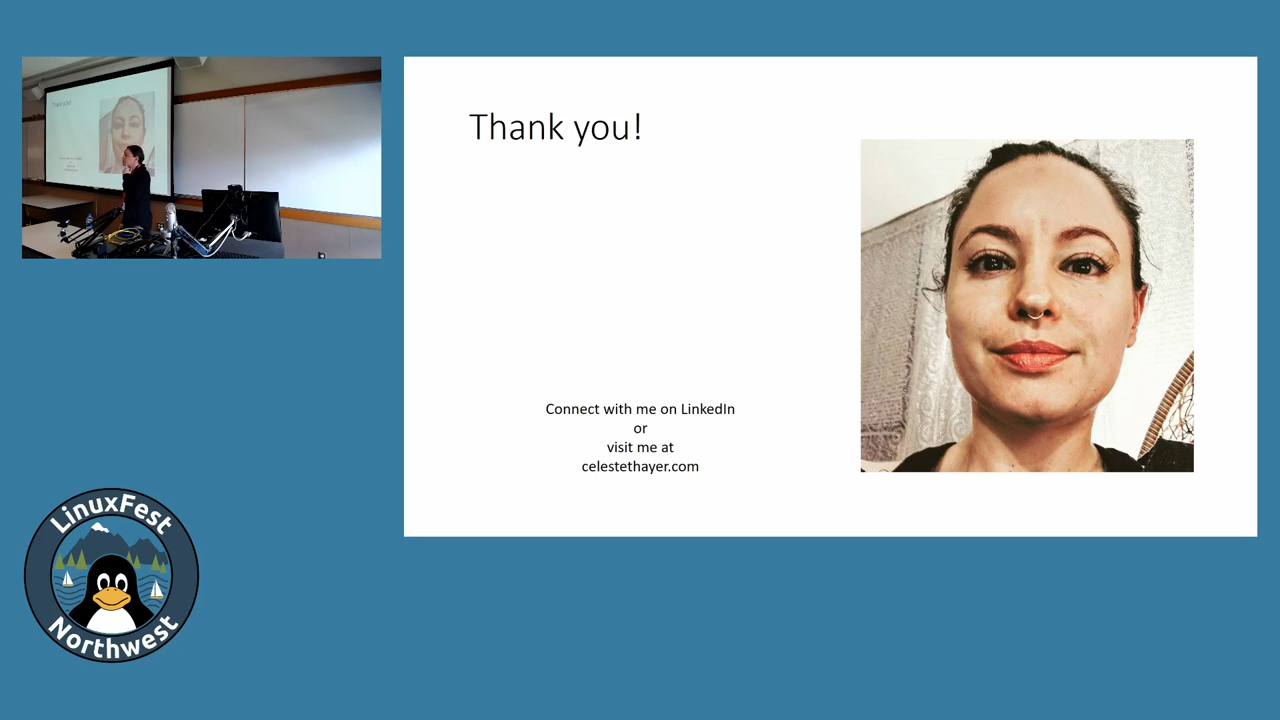 Thank you!
Connect with me on LinkedIn
or
visit me at
celestethayer.com
LinuxFest
Northwest